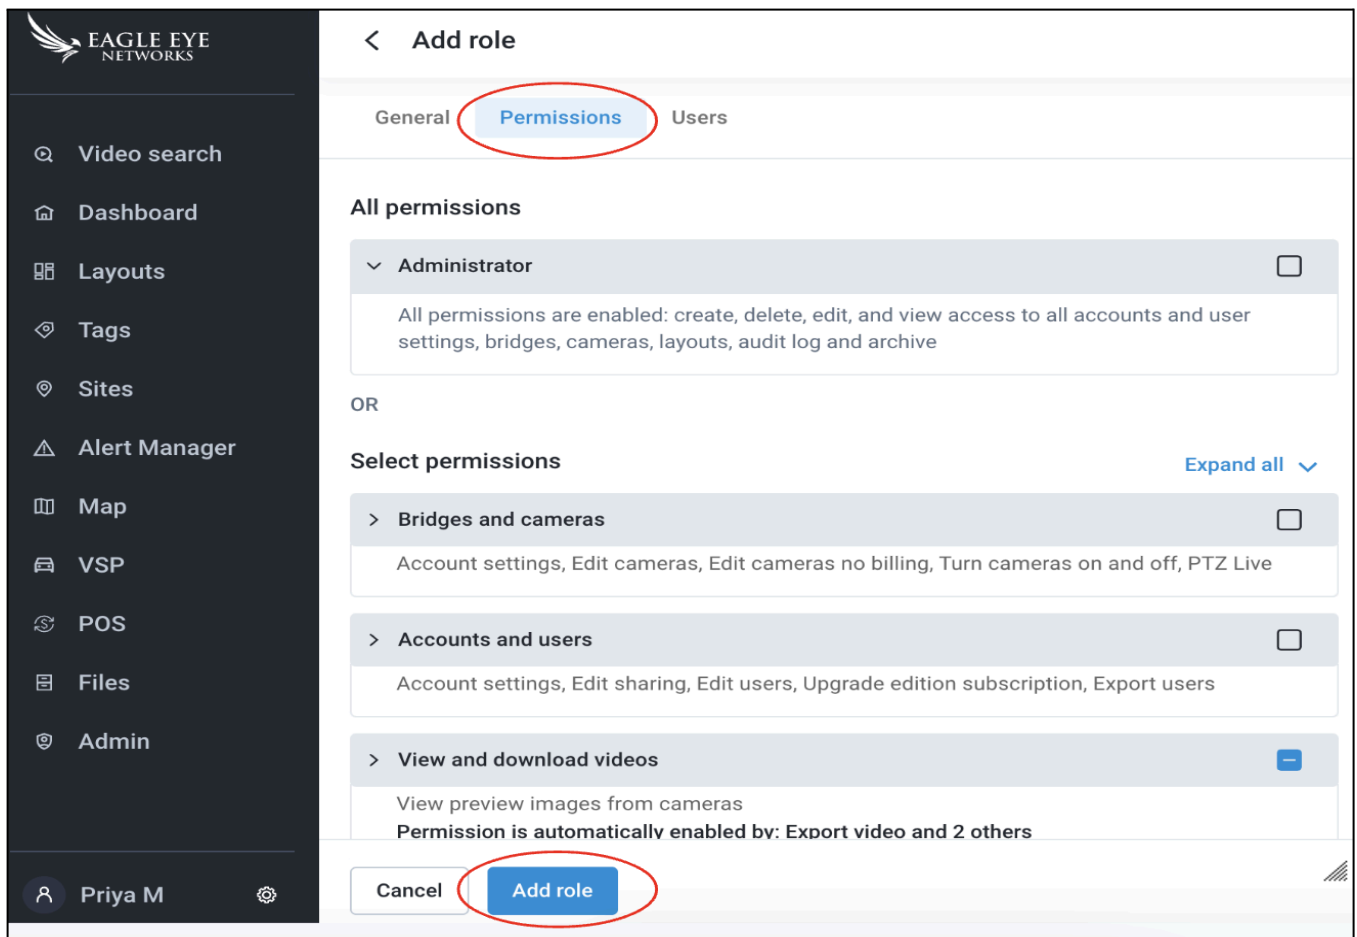 EAGLE EYE
NETWORKS
Video search
Dashboard
Layouts
Tags
Sites
Alert Manager
Map
VSP
POS
Files
Admin
Priya M
Add role
General Permissions Users
All permissions
Administrator
All permissions are enabled: create, delete, edit, and view access to all accounts and user
settings, bridges, cameras, layouts, audit log and archive
OR
Select permissions
Expand all
Bridges and cameras
Account settings, Edit cameras, Edit cameras no billing, Turn cameras on and off, PTZ Live
Accounts and users
Account settings, Edit sharing, Edit users, Upgrade edition subscription, Export users
View and download videos
View preview images from cameras
Permission is automatically enabled by: Export video and 2 others
Cancel Add role